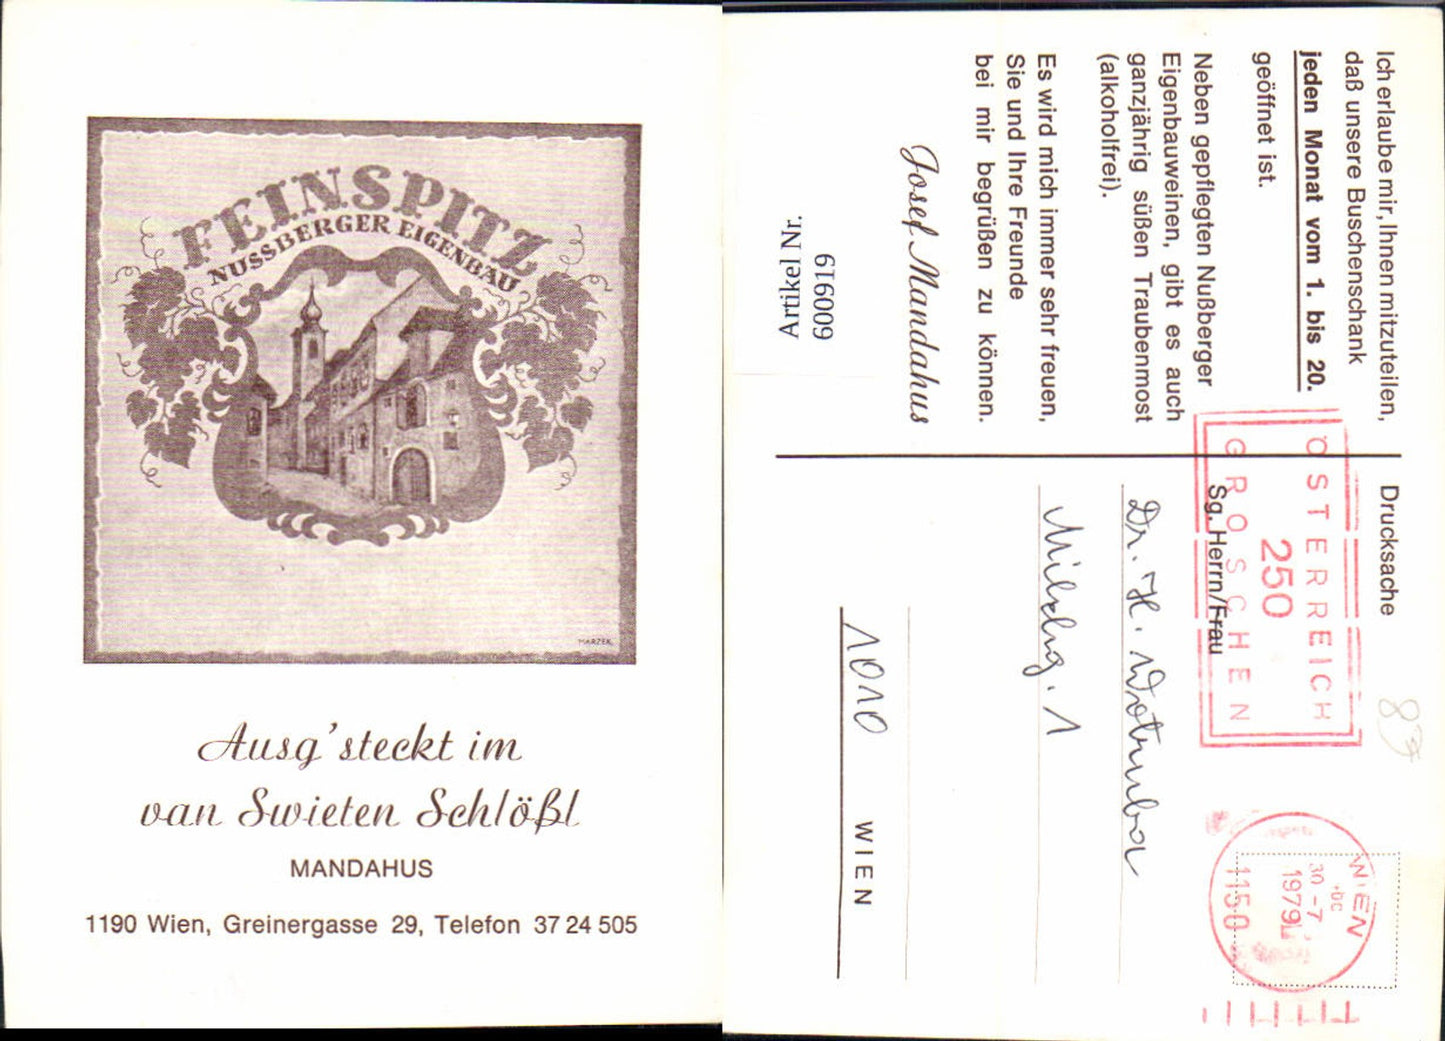 FEINSPITZ
NUSSBERGER EIGENBAU
MARZEK
Ausg'steckt im
van Swieten Schlößl
MANDAHUS
1190 Wien, Greinergasse 29, Telefon 37 24 505
Ich erlaube mir, Ihnen mitzuteilen,
daß unsere Buschenschank
jeden Monat vom 1. bis 20.
geöffnet ist.
Neben gepflegten Nußberger
Eigenbauweinen, gibt es auch
ganzjährig süßen Traubenmost
(alkoholfrei).
Es wird mich immer sehr freuen,
Sie und Ihre Freunde
bei mir begrüßen zu können.
Josef Mandahus
Artikel Nr.
600919
Drucksache
ÖSTERREICH
250
GROSCHEN
Sg. Herrn/Frau
Dr. H.
1
1010 WIEN
WIEN
30 -7
1979
1150